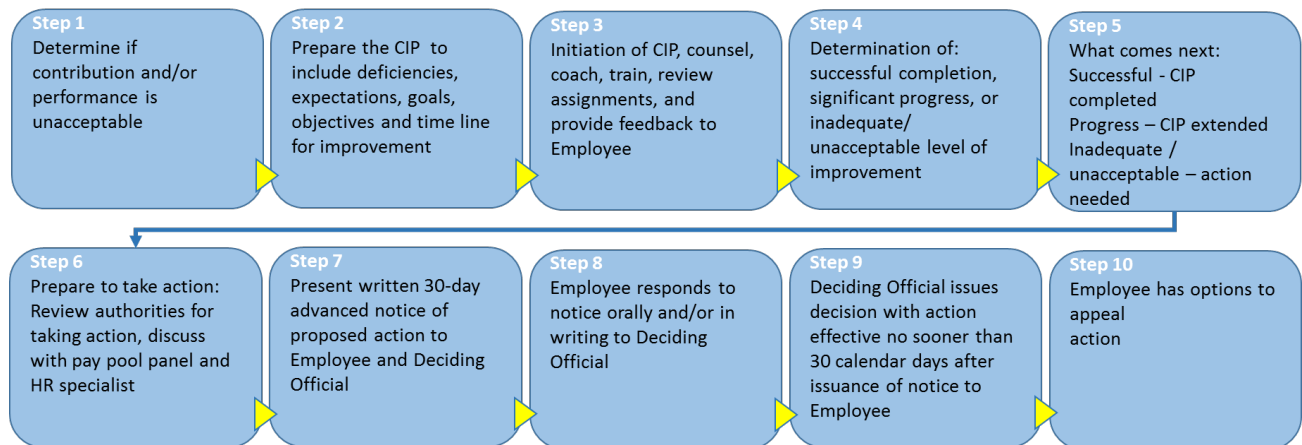 Step 1
Determine if
contribution and/or
performance is
unacceptable
Step 2
Prepare the CIP to
include deficiencies,
expectations, goals,
objectives and time line
for improvement
Step 3
Initiation of CIP, counsel,
coach, train, review
assignments, and
provide feedback to
Employee
Step 4
Determination of:
successful completion,
significant progress, or
inadequate/
unacceptable level of
improvement
Step 5
What comes next:
Successful - CIP
completed
Progress – CIP extended
Inadequate /
unacceptable – action
needed
Step 6
Prepare to take action:
Review authorities for
taking action, discuss
with pay pool panel and
HR specialist
Step 7
Present written 30-day
advanced notice of
proposed action to
Employee and Deciding
Official
Step 8
Employee responds to
notice orally and/or in
writing to Deciding
Official
Step 9
Deciding Official issues
decision with action
effective no sooner than
30 calendar days after
issuance of notice to
Employee
Step 10
Employee has options to
appeal
action